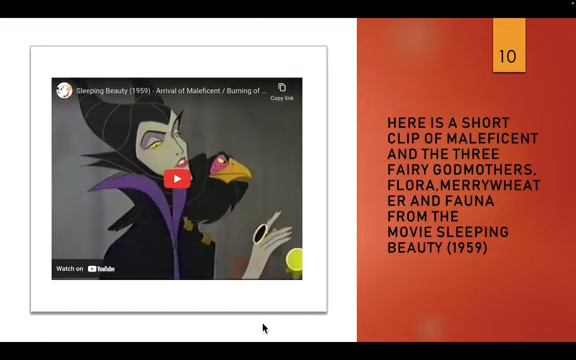 Sleeping Beauty (1959) - Arrival of Maleficent / Burning of ...
Copy link
Watch on YouTube
10
HERE IS A SHORT
CLIP OF MALEFICENT
AND THE THREE
FAIRY GODMOTHERS,
FLORA,MERRYWHEAT
ER AND FAUNA
FROM THE
MOVIE SLEEPING
BEAUTY (1959)